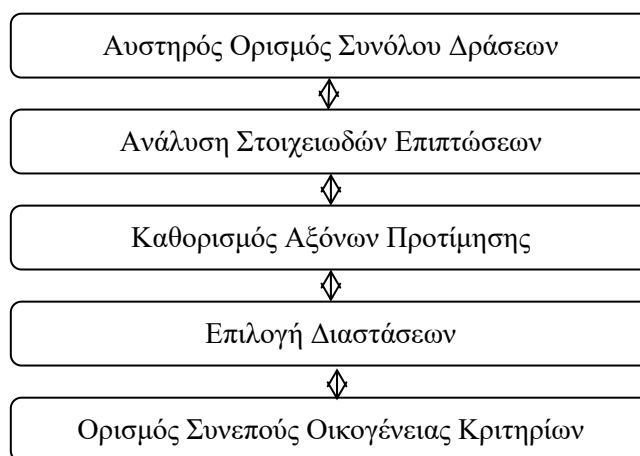 Αυστηρός Ορισμός Συνόλου Δράσεων
Ανάλυση Στοιχειωδών Επιπτώσεων
Καθορισμός Αξόνων Προτίμησης
Επιλογή Διαστάσεων
Ορισμός Συνεπούς Οικογένειας Κριτηρίων